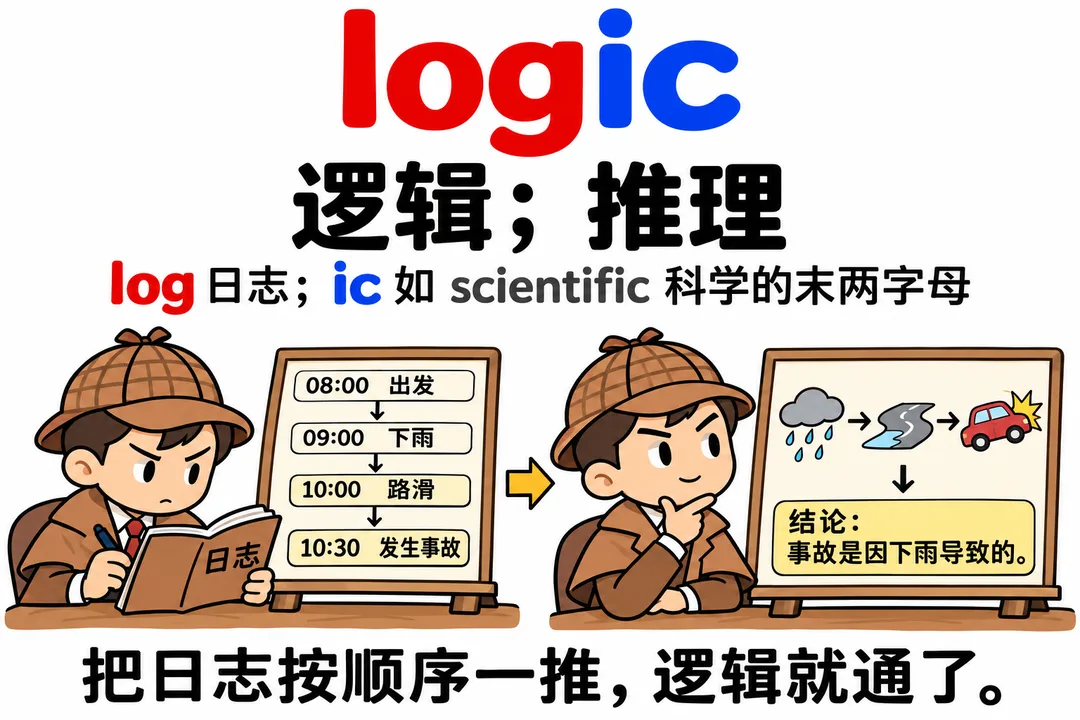 logic
逻辑；推理
log 日志；ic 如 scientific 科学的末两字母
日志
08:00 出发
09:00 下雨
10:00 路滑
10:30 发生事故
结论：
事故是因下雨导致的。
把日志按顺序一推，逻辑就通了。